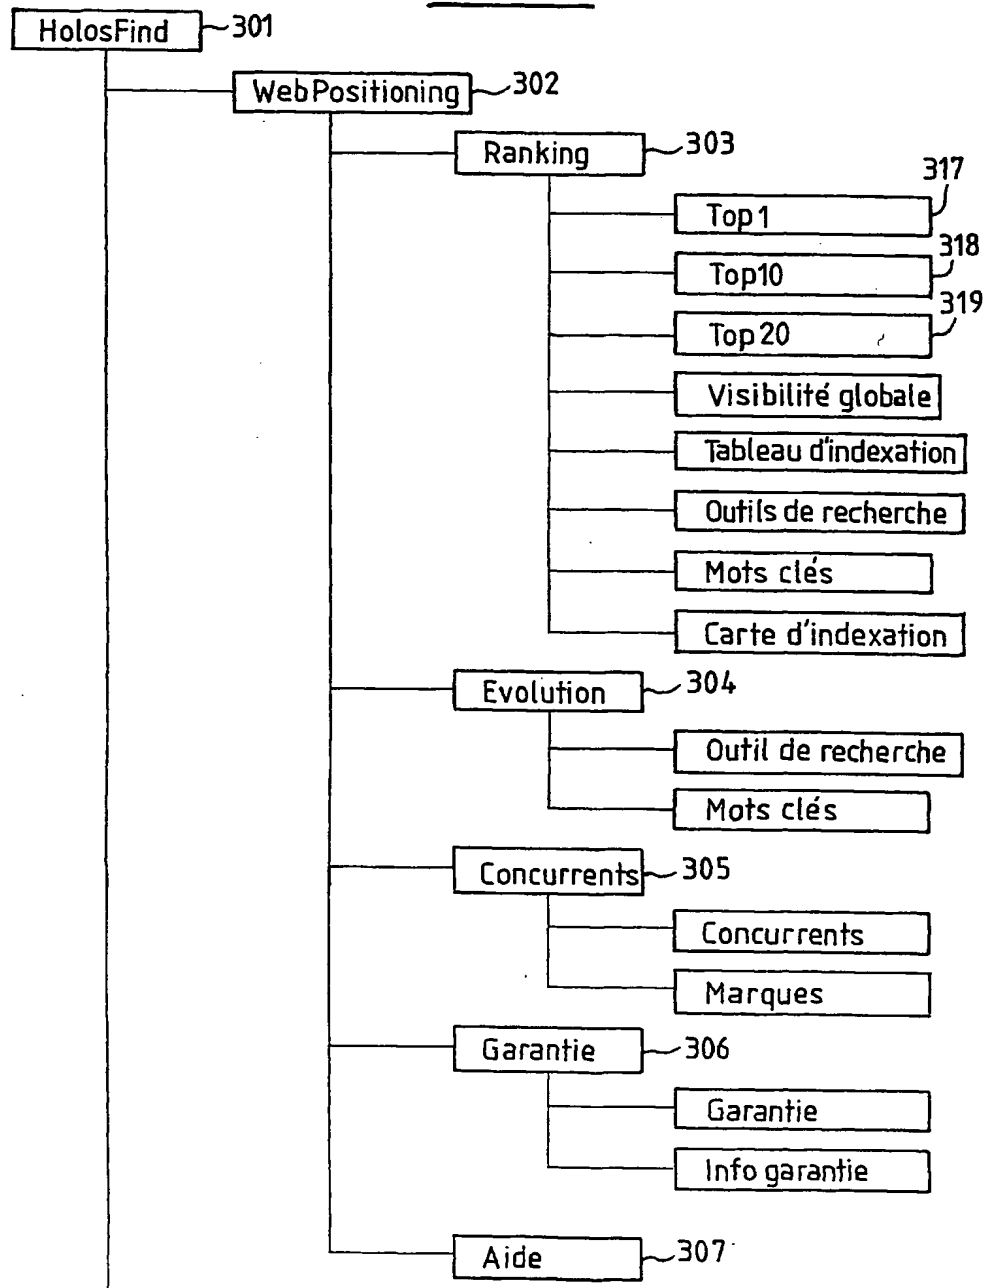 HolosFind 301
WebPositioning 302
Ranking 303
317
Top1
318
Top10
319
Top 20
Visibilité globale
Tableau d'indexation
Outils de recherche
Mots clés
Carte d'indexation
Evolution 304
Outil de recherche
Mots clés
Concurrents 305
Concurrents
Marques
Garantie 306
Garantie
Info garantie
Aide 307